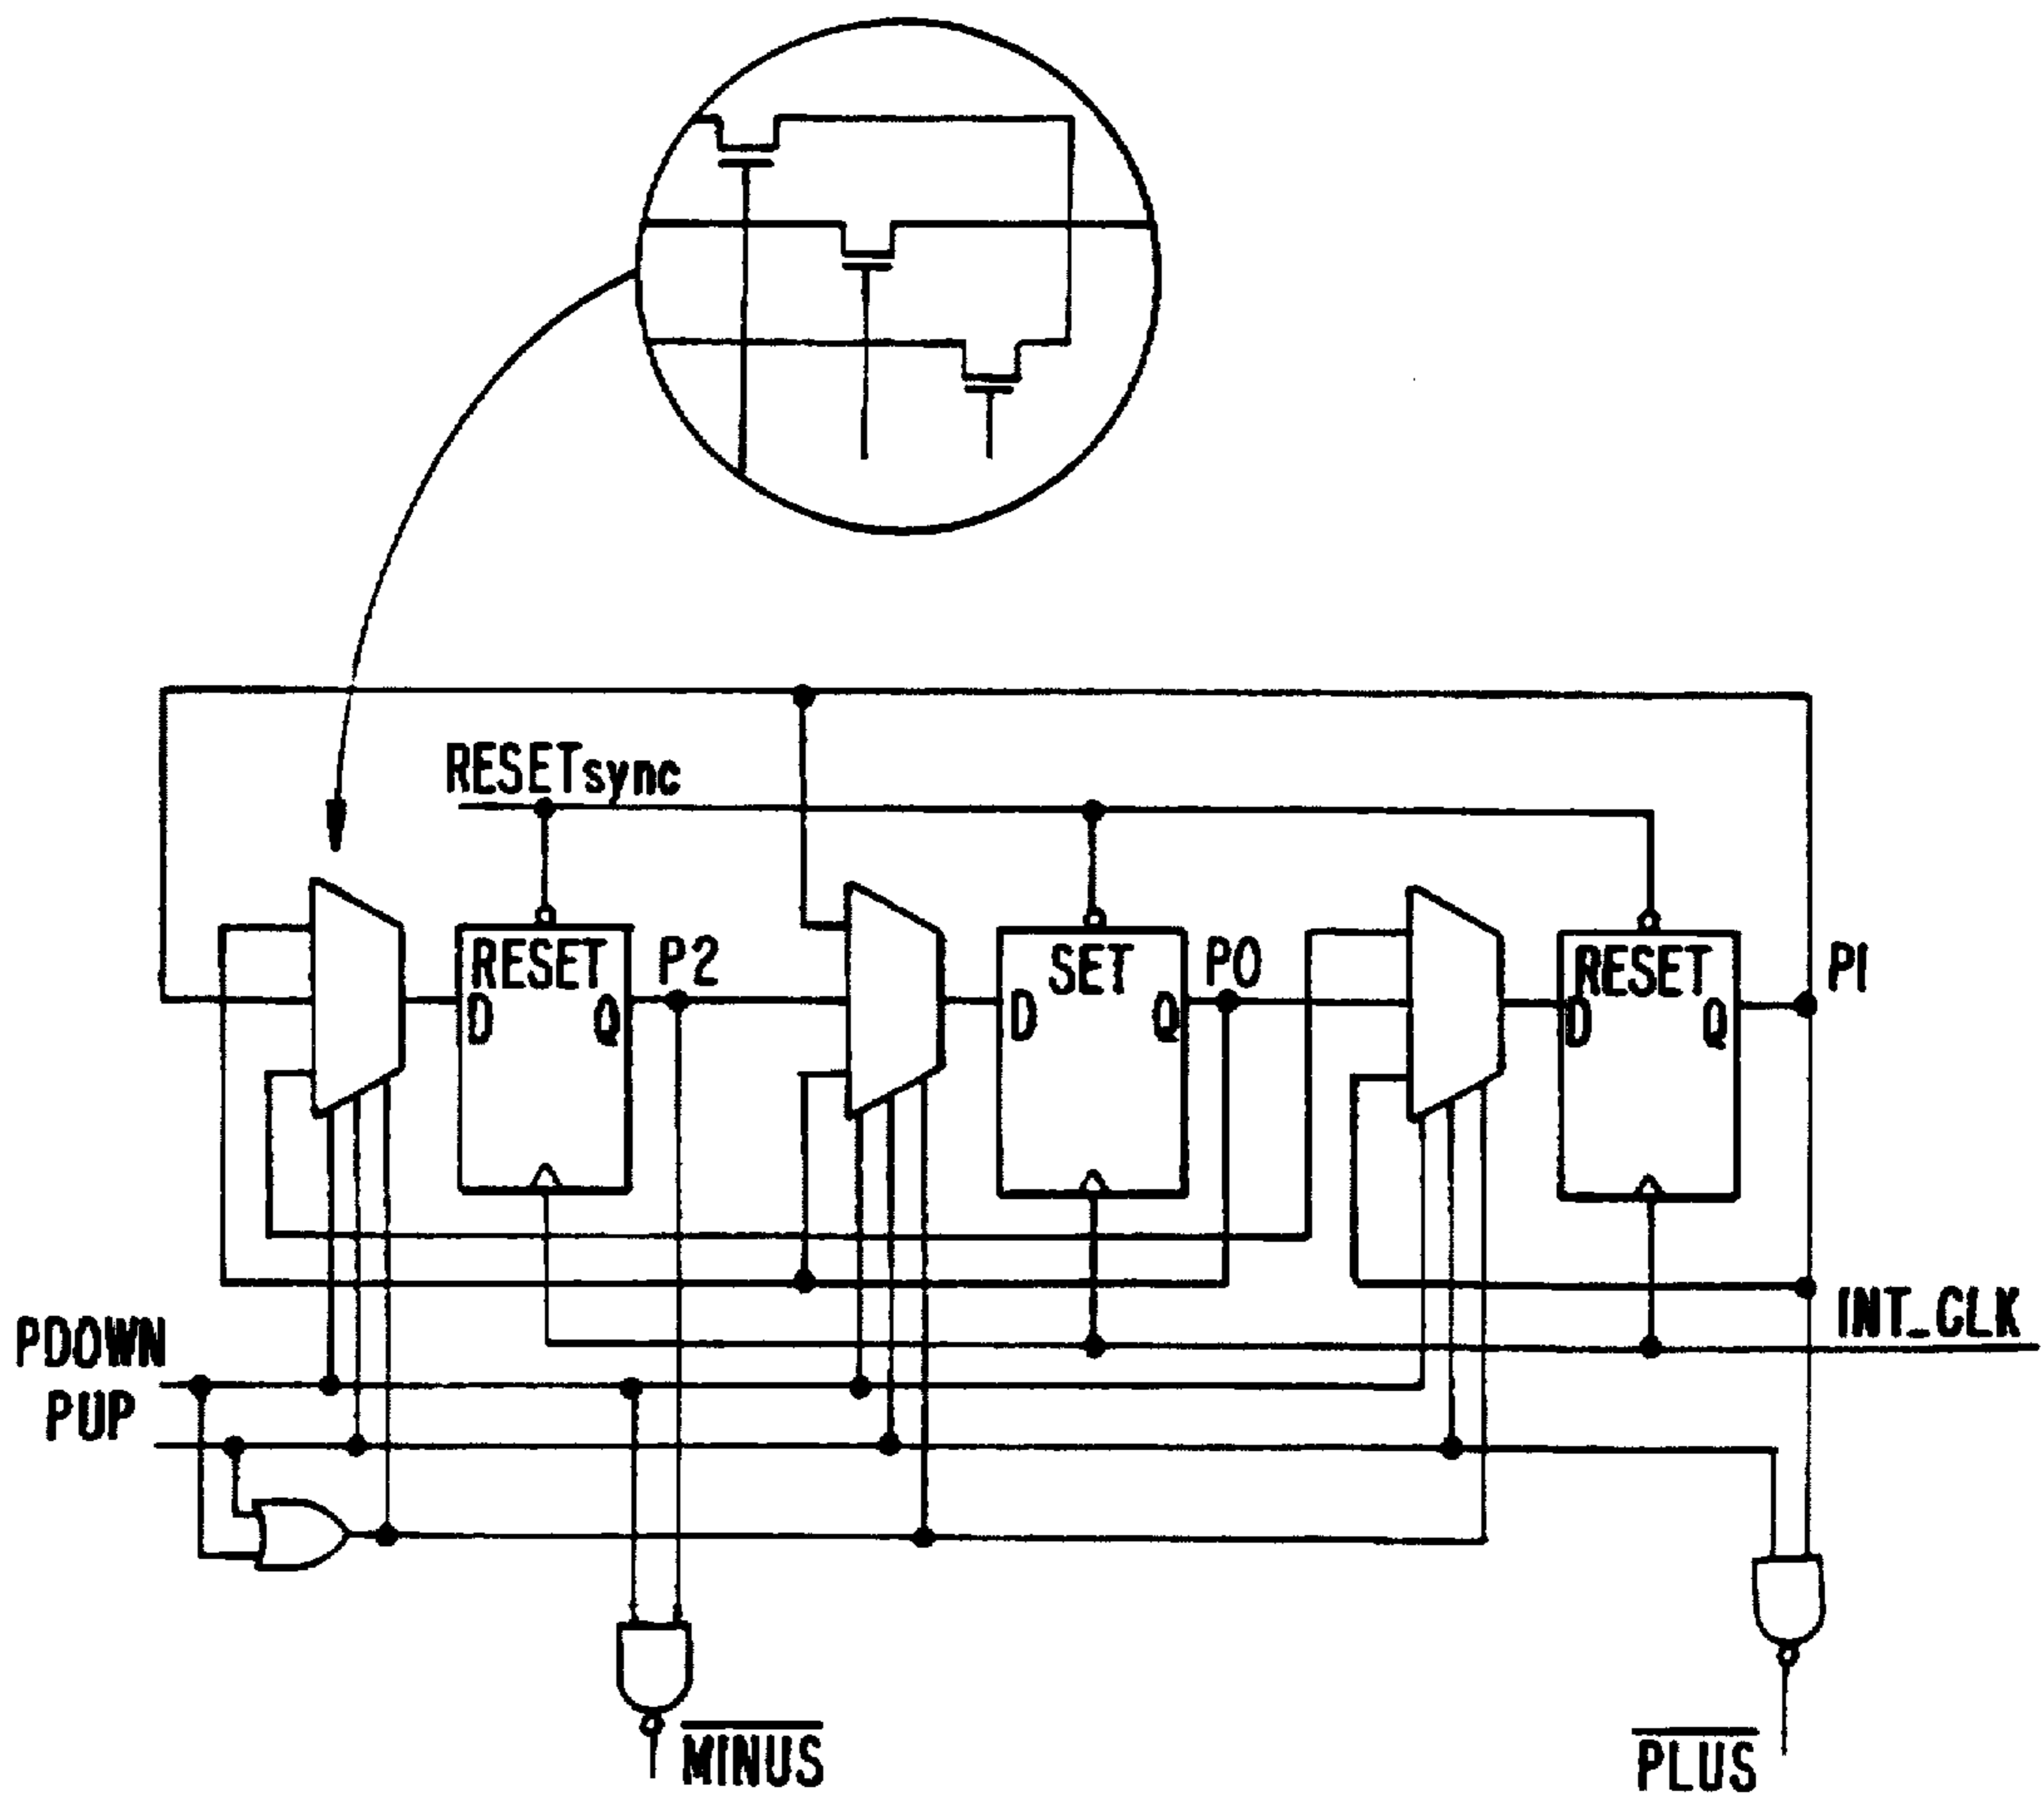 RESETsync
RESET
P2
SET
P0
RESET
P1
D
Q
D
Q
D
Q
INT_CLK
PDOWN
PUP
MINUS
PLUS